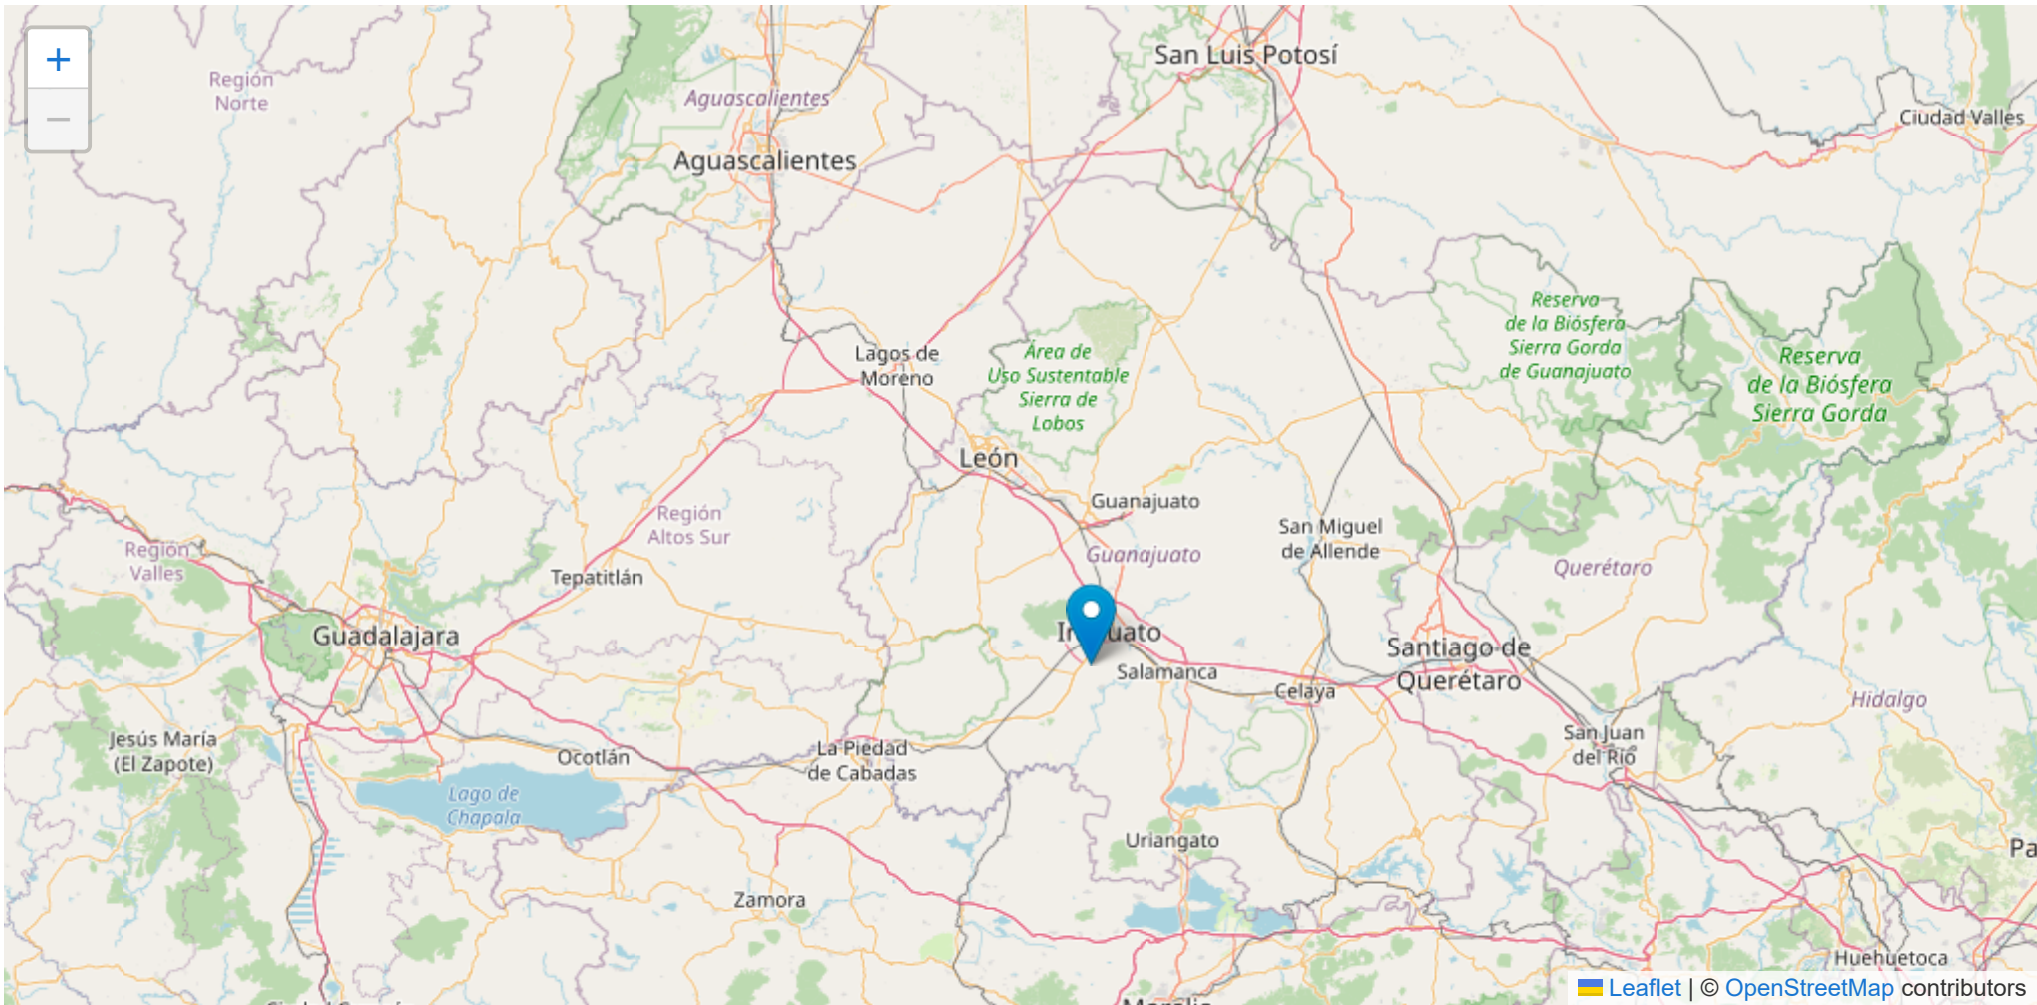 +
−
San Luis Potosí
Región
Norte
Aguascalientes
Ciudad Valles
Aguascalientes
Reserva
de la Biósfera
Sierra Gorda
de Guanajuato
Lagos de
Moreno
Área de
Uso Sustentable
Sierra de
Lobos
Reserva
de la Biósfera
Sierra Gorda
León
Guanajuato
Región
Altos Sur
San Miguel
de Allende
Región
Valles
Guanajuato
Querétaro
Tepatitlán
Guadalajara
Santiago de
Querétaro
Salamanca
Celaya
Hidalgo
Jesús María
(El Zapote)
Ocotlán
La Piedad
de Cabadas
San Juan
del Río
Lago de
Chapala
Uriangato
Pa
Zamora
Huehuetoca
Leaflet | © OpenStreetMap contributors